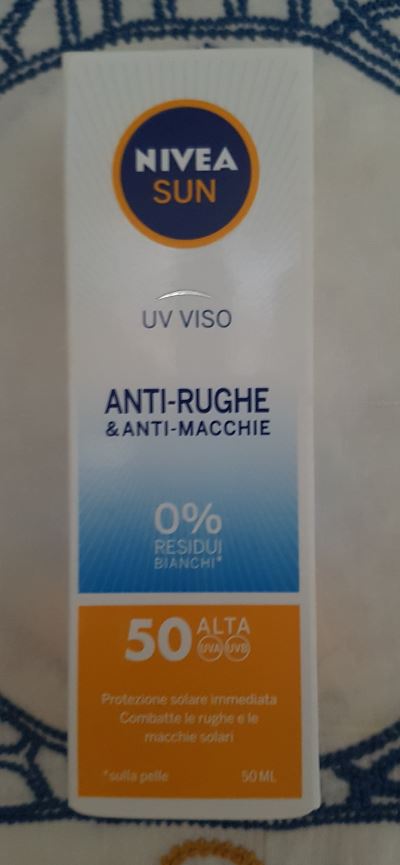 NIVEA
SUN
UV VISO
ANTI-RUGHE
& ANTI-MACCHIE
0%
RESIDUI
BIANCHI*
50 ALTA
UVA UVB
Protezione solare immediata
Combatte le rughe e le
macchie solari
*sulla pelle 50 ML